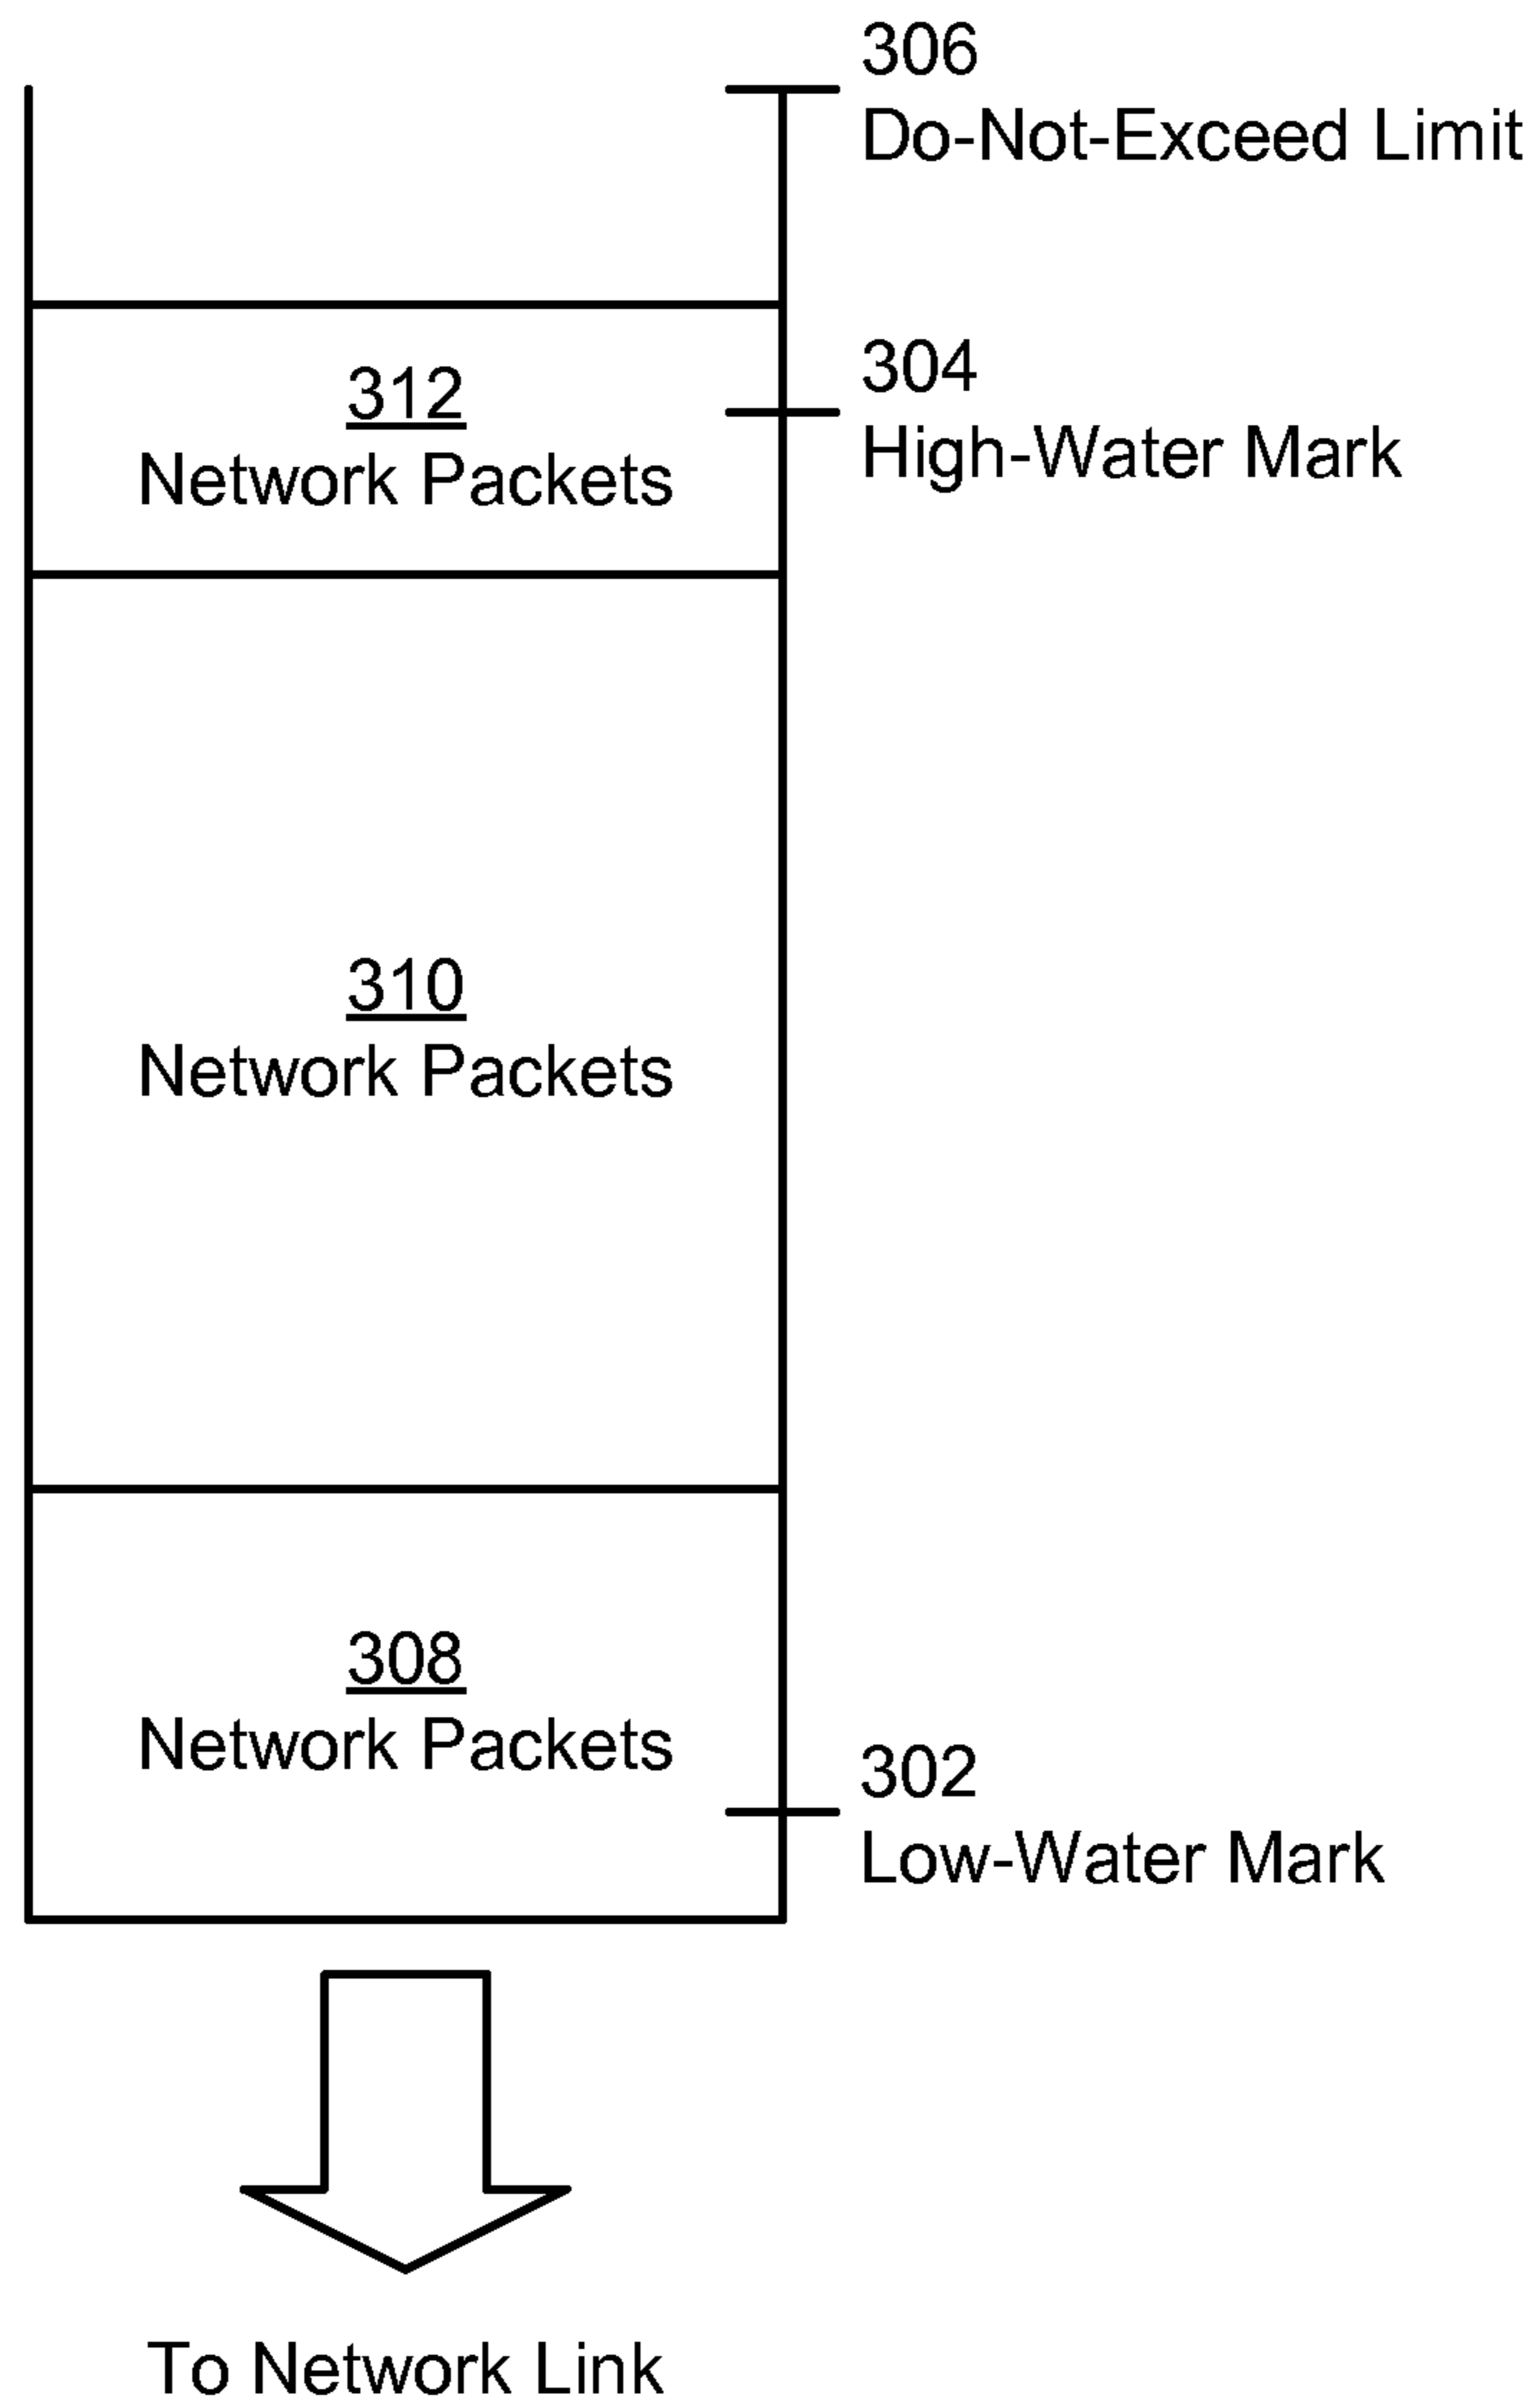 306
Do-Not-Exceed Limit
304
High-Water Mark
312
Network Packets
310
Network Packets
308
Network Packets
302
Low-Water Mark
To Network Link